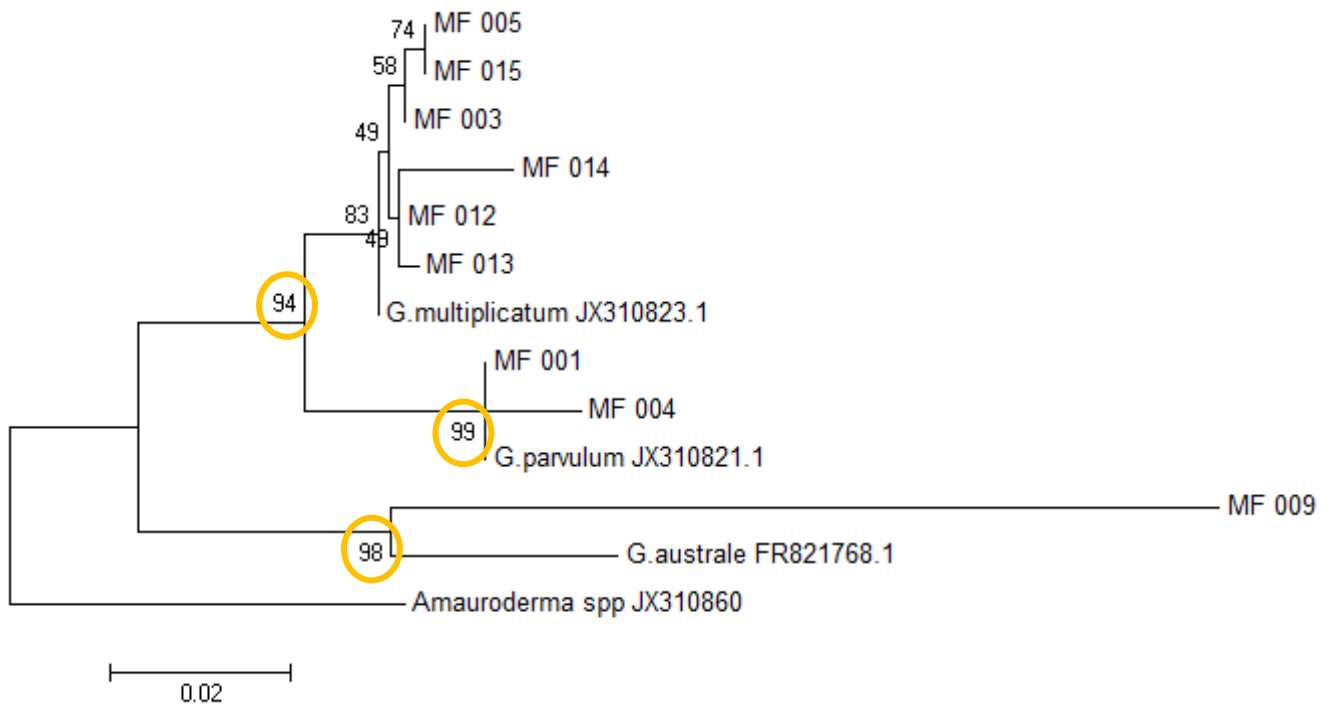 74
MF 005
MF 015
58
MF 003
49
MF 014
83
MF 012
49
MF 013
94
G.multiplicatum JX310823.1
MF 001
MF 004
99
G.parvulum JX310821.1
MF 009
98
G.australe FR821768.1
Amauroderma spp JX310860
0.02